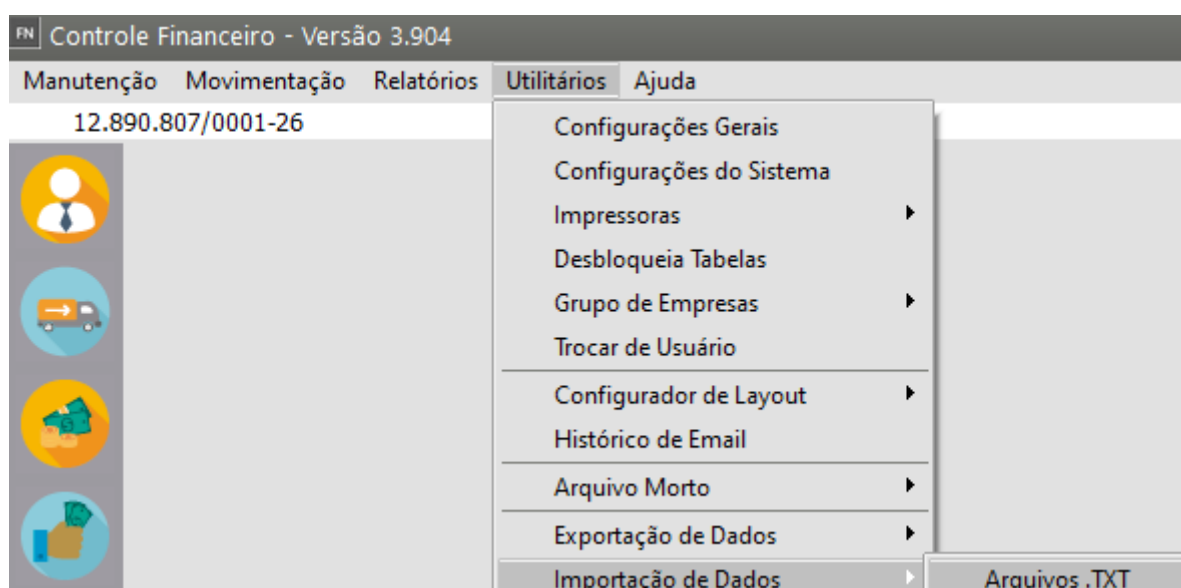 FN Controle Financeiro - Versão 3.904
Manutenção Movimentação Relatórios Utilitários Ajuda
12.890.807/0001-26
Configurações Gerais
Configurações do Sistema
Impressoras
Desbloqueia Tabelas
Grupo de Empresas
Trocar de Usuário
Configurador de Layout
Histórico de Email
Arquivo Morto
Exportação de Dados
Importação de Dados Arquivos .TXT